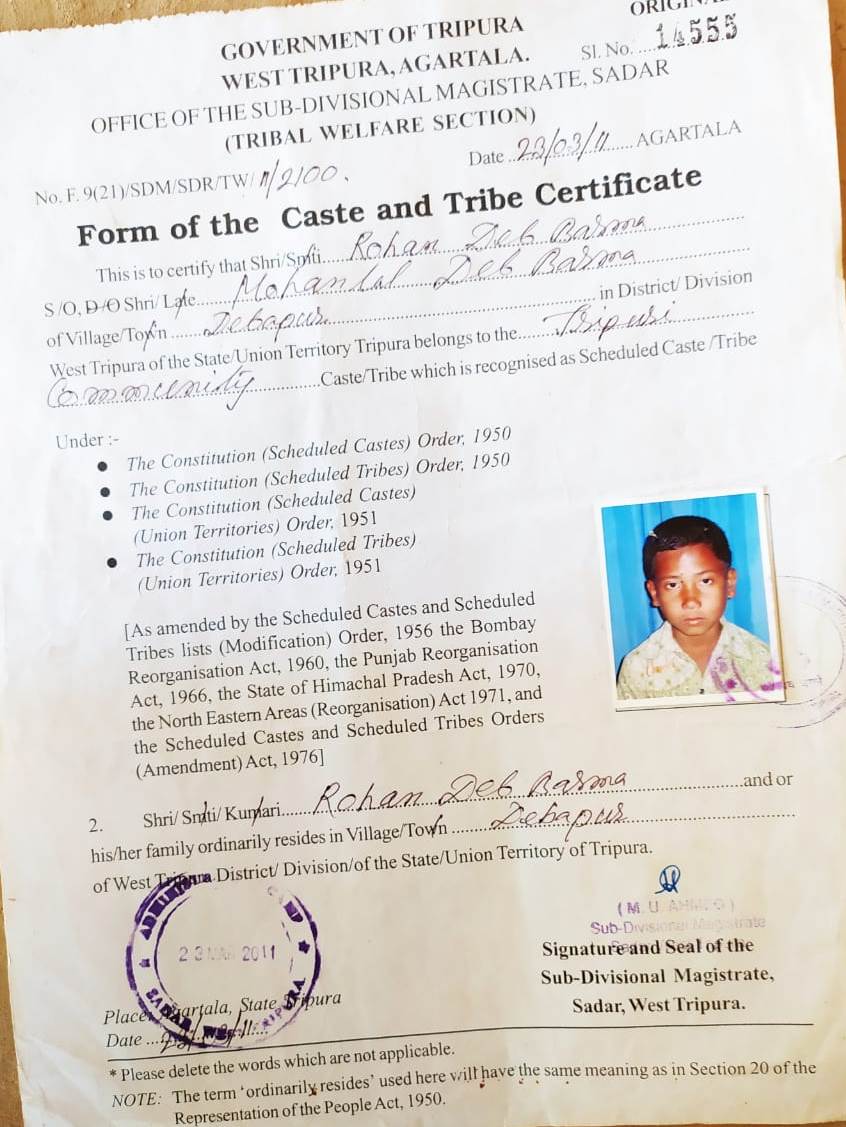 ORIGINAL
GOVERNMENT OF TRIPURA
WEST TRIPURA, AGARTALA.
Sl. No. ....14555
OFFICE OF THE SUB-DIVISIONAL MAGISTRATE, SADAR
(TRIBAL WELFARE SECTION)
No. F. 9(21)/SDM/SDR/TW/ 11/2100.
Date ..23/03/11...... AGARTALA
Form of the Caste and Tribe Certificate
This is to certify that Shri/Smti.....Rohan Deb Barma
S /O, D/O Shri/ Late........Mohanlal Deb Barma
of Village/Town ......Debapur............ in District/ Division
West Tripura of the State/Union Territory Tripura belongs to the......Tripuri
Community............Caste/Tribe which is recognised as Scheduled Caste /Tribe
Under :-
● The Constitution (Scheduled Castes) Order, 1950
● The Constitution (Scheduled Tribes) Order, 1950
● The Constitution (Scheduled Castes)
(Union Territories) Order, 1951
● The Constitution (Scheduled Tribes)
(Union Territories) Order, 1951
[As amended by the Scheduled Castes and Scheduled
Tribes lists (Modification) Order, 1956 the Bombay
Reorganisation Act, 1960, the Punjab Reorganisation
Act, 1966, the State of Himachal Pradesh Act, 1970,
the North Eastern Areas (Reorganisation) Act 1971, and
the Scheduled Castes and Scheduled Tribes Orders
(Amendment) Act, 1976]
2. Shri/ Smti/ Kumari......Rohan Deb Barma............and or
his/her family ordinarily resides in Village/Town ........Debapur
of West Tripura District/ Division/of the State/Union Territory of Tripura.
( M. U. AHMED )
Sub-Divisional Magistrate
Signature and Seal of the
Sub-Divisional Magistrate,
Sadar, West Tripura.
23 MAR 2011
SADAR, WEST TRIPURA
Place Agartala, State Tripura
Date ...23/3/11...
* Please delete the words which are not applicable.
NOTE: The term ‘ordinarily resides’ used here will have the same meaning as in Section 20 of the
Representation of the People Act, 1950.